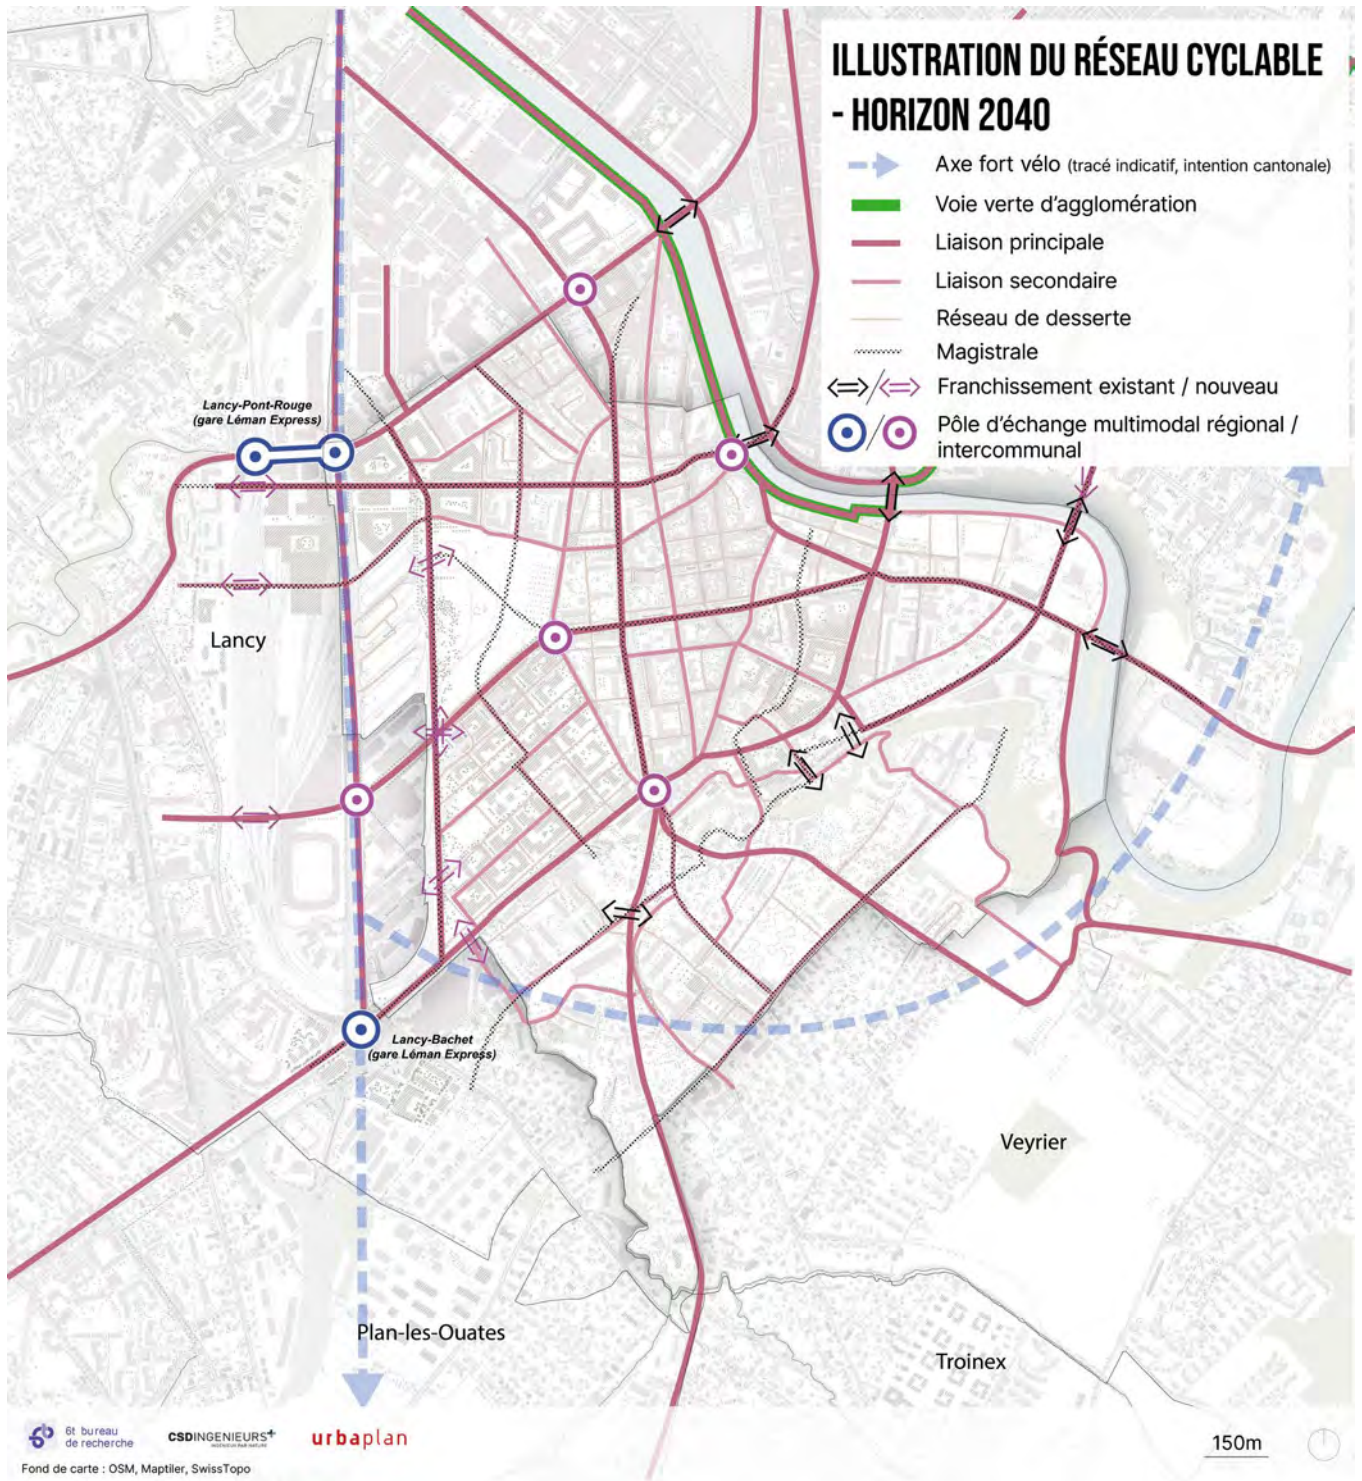 ILLUSTRATION DU RÉSEAU CYCLABLE
- HORIZON 2040
Axe fort vélo (tracé indicatif, intention cantonale)
Voie verte d'agglomération
Liaison principale
Liaison secondaire
Réseau de desserte
Magistrale
Franchissement existant / nouveau
Pôle d'échange multimodal régional /
intercommunal
Lancy-Pont-Rouge
(gare Léman Express)
Lancy
Lancy-Bachet
(gare Léman Express)
Veyrier
Plan-les-Ouates
Troinex
6t bureau
de recherche
CSDINGENIEURS+
INGÉNIEUX PAR NATURE
urbaplan
150m
Fond de carte : OSM, Maptiler, SwissTopo